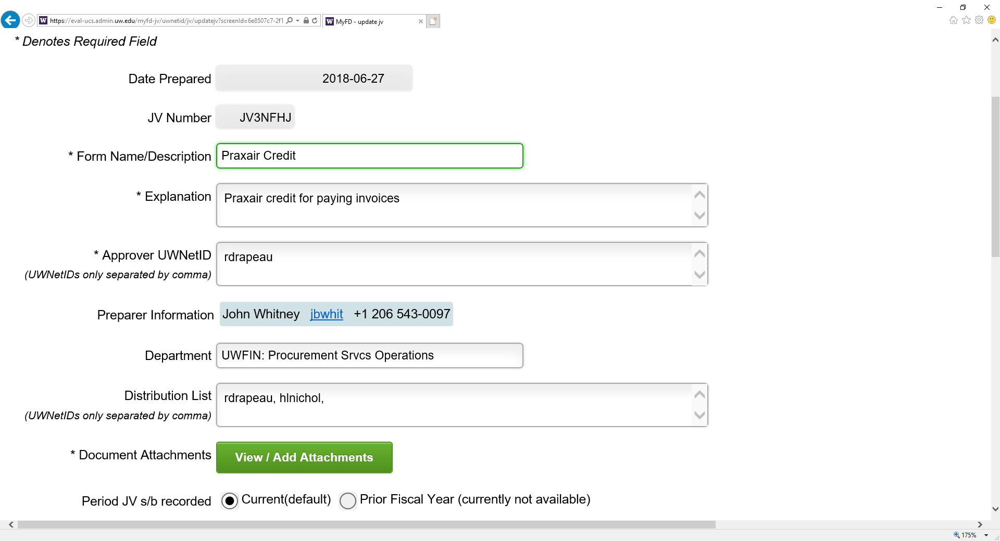 https://eval-ucs.admin.uw.edu/myfd-jv/uwnetid/jv/updatejv?screenId=6e8507c7-2f1
W MyFD - update jv
* Denotes Required Field
Date Prepared 2018-06-27
JV Number JV3NFHJ
* Form Name/Description Praxair Credit
* Explanation Praxair credit for paying invoices
* Approver UWNetID rdrapeau
(UWNetIDs only separated by comma)
Preparer Information John Whitney jbwhit +1 206 543-0097
Department UWFIN: Procurement Srvcs Operations
Distribution List rdrapeau, hlnichol,
(UWNetIDs only separated by comma)
* Document Attachments View / Add Attachments
Period JV s/b recorded Current(default) Prior Fiscal Year (currently not available)
175%